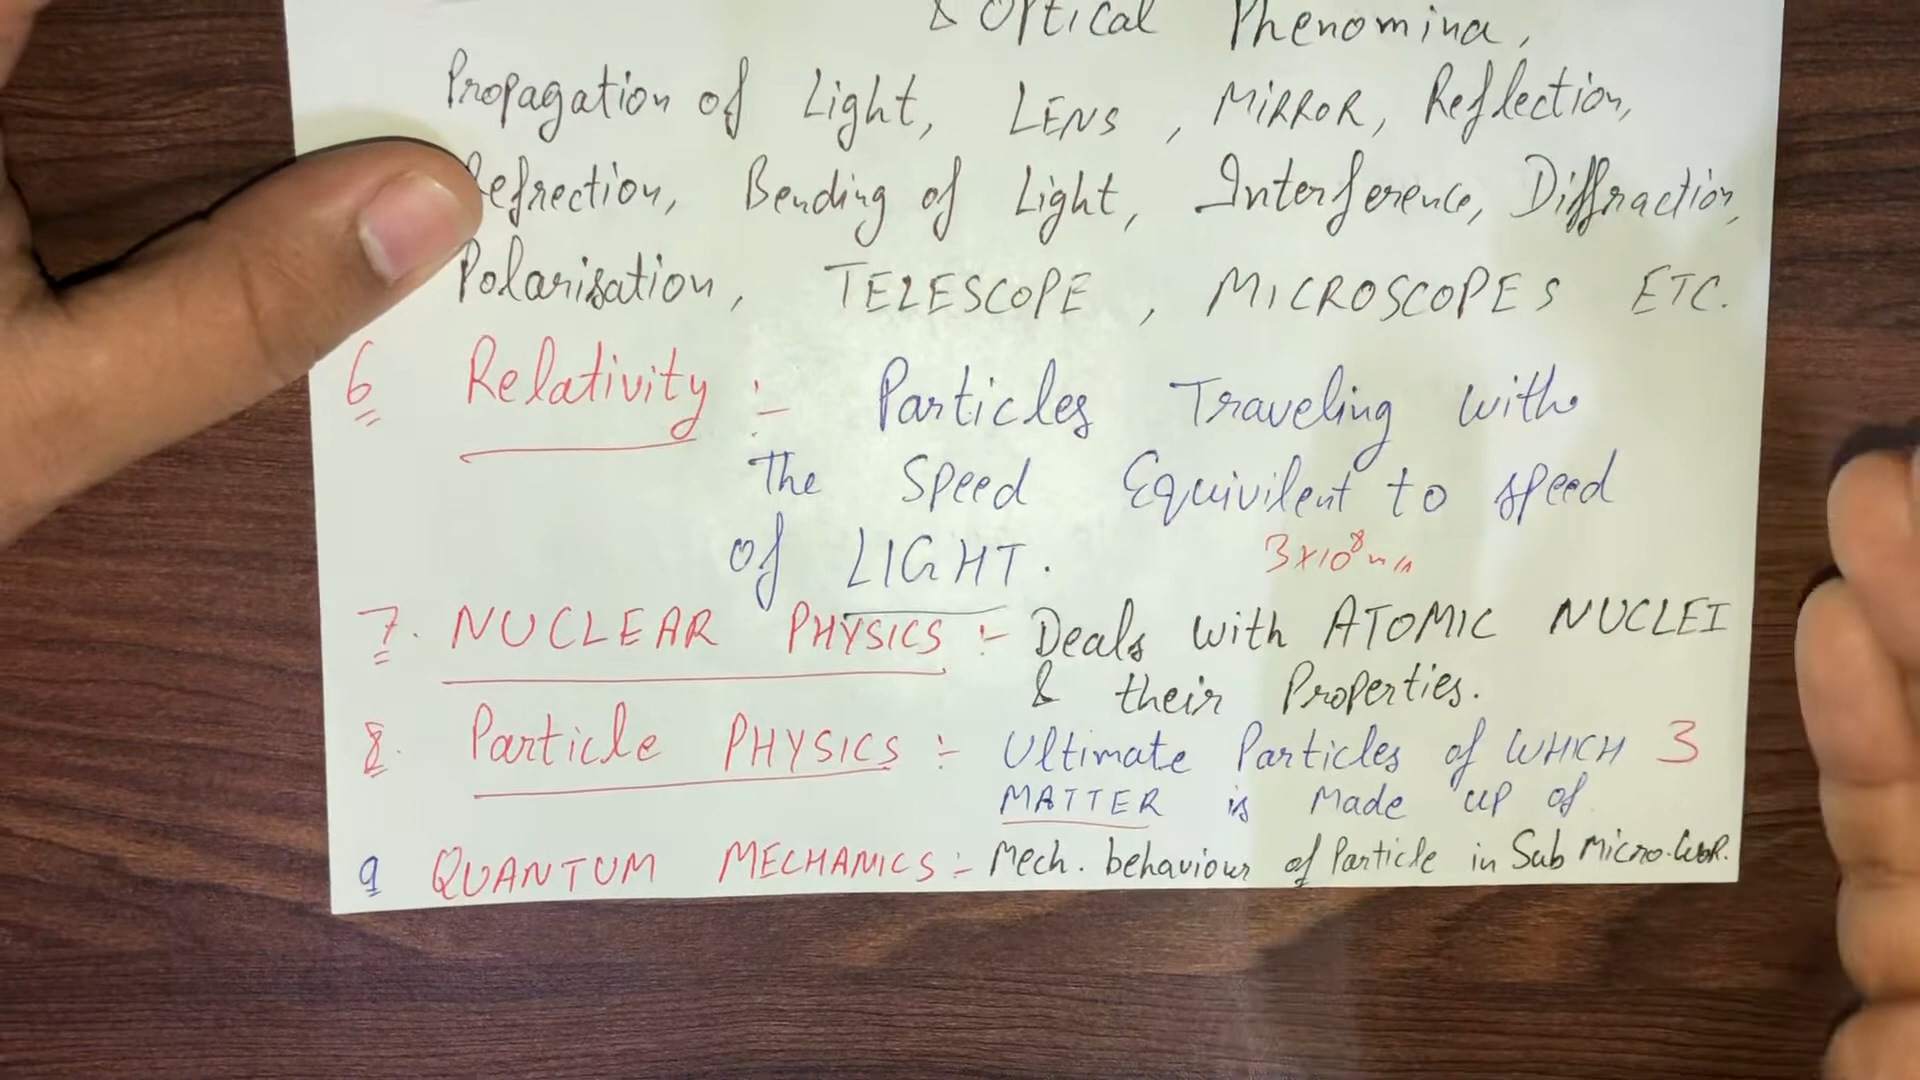 & Optical Phenomina,
Propagation of Light, LENS, MIRROR, Reflection,
Refrection, Bending of Light, Interference, Diffraction,
Polarisation, TELESCOPE, MICROSCOPES ETC.
6 Relativity :- Particles Traveling with
The Speed Equivilent to speed
of LIGHT. 3x10⁸ m/s
7. NUCLEAR PHYSICS :- Deals with ATOMIC NUCLEI
& their Properties.
8. Particle PHYSICS :- Ultimate Particles of WHICH 3
MATTER is Made up of
9 QUANTUM MECHANICS :- Mech. behaviour of Particle in Sub Micro.